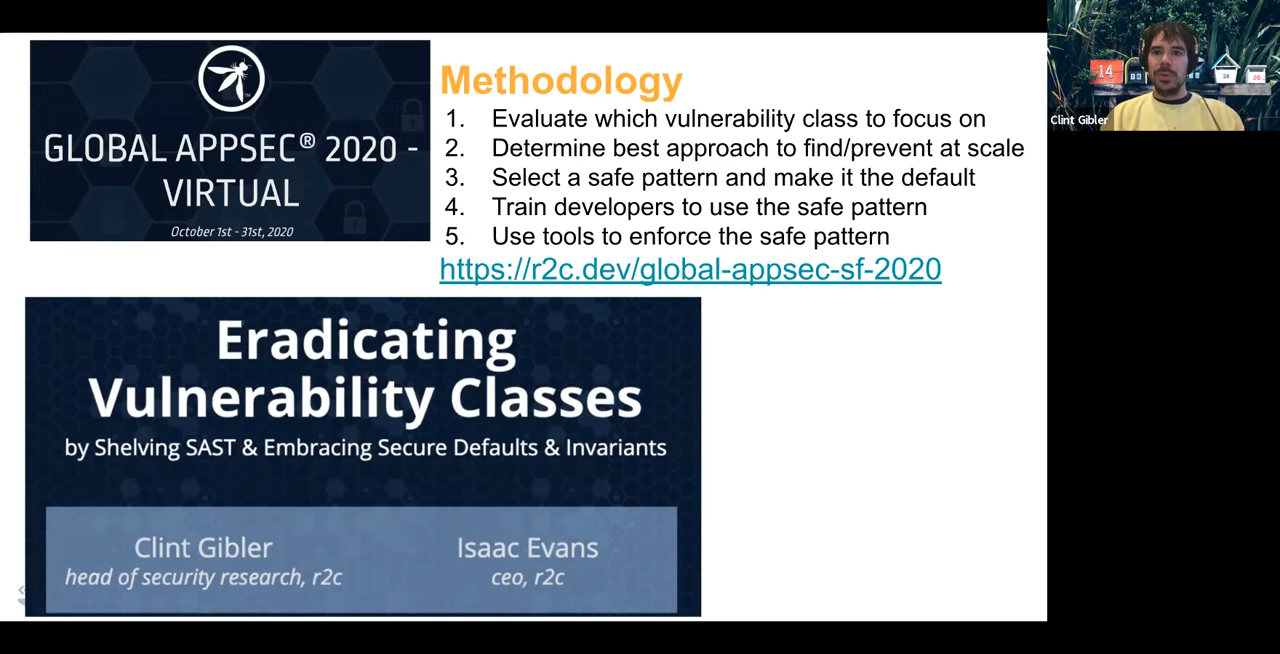 GLOBAL APPSEC® 2020 -
VIRTUAL
October 1st - 31st, 2020
Methodology
1. Evaluate which vulnerability class to focus on
2. Determine best approach to find/prevent at scale
3. Select a safe pattern and make it the default
4. Train developers to use the safe pattern
5. Use tools to enforce the safe pattern
https://r2c.dev/global-appsec-sf-2020
Eradicating
Vulnerability Classes
by Shelving SAST & Embracing Secure Defaults & Invariants
Clint Gibler
head of security research, r2c
Isaac Evans
ceo, r2c
14
Clint Gibler